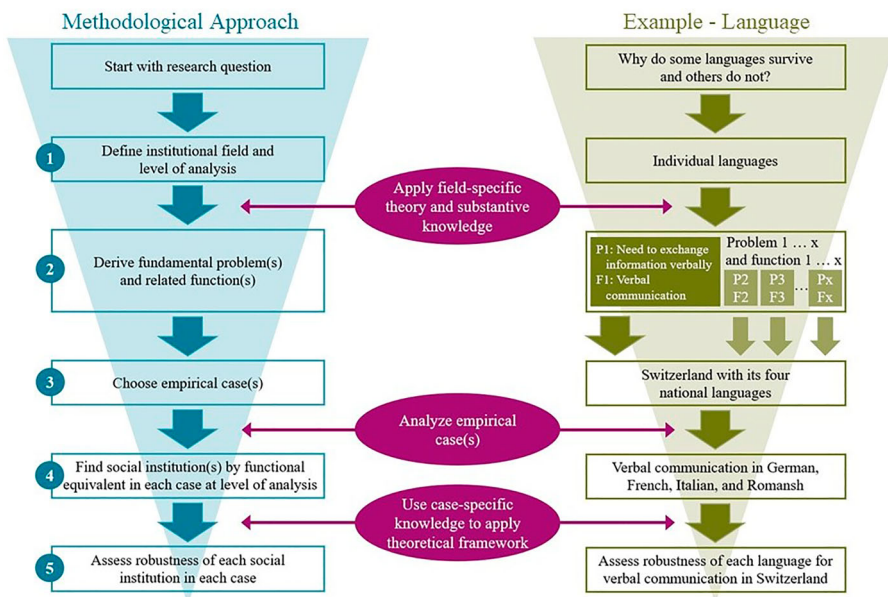 Methodological Approach
Start with research question
1
Define institutional field and
level of analysis
2
Derive fundamental problem(s)
and related function(s)
3
Choose empirical case(s)
4
Find social institution(s) by functional
equivalent in each case at level of analysis
5
Assess robustness of each social
institution in each case
Apply field-specific
theory and substantive
knowledge
Analyze empirical
case(s)
Use case-specific
knowledge to apply
theoretical framework
Example - Language
Why do some languages survive
and others do not?
Individual languages
P1: Need to exchange
information verbally
F1: Verbal
communication
Problem 1 ... x
and function 1 ... x
P2 P3 ... Px
F2 F3 Fx
Switzerland with its four
national languages
Verbal communication in German,
French, Italian, and Romansh
Assess robustness of each language for
verbal communication in Switzerland